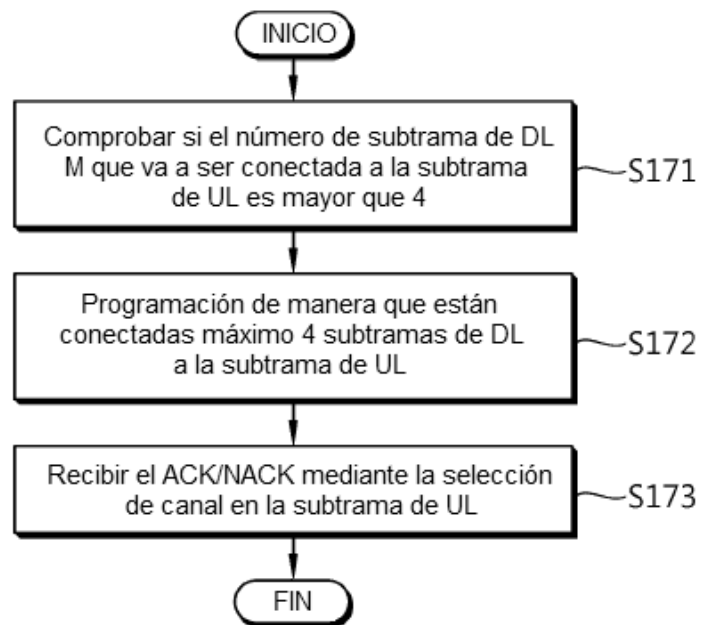 INICIO
Comprobar si el número de subtrama de DL
M que va a ser conectada a la subtrama
de UL es mayor que 4
S171
Programación de manera que están
conectadas máximo 4 subtramas de DL
a la subtrama de UL
S172
Recibir el ACK/NACK mediante la selección
de canal en la subtrama de UL
S173
FIN